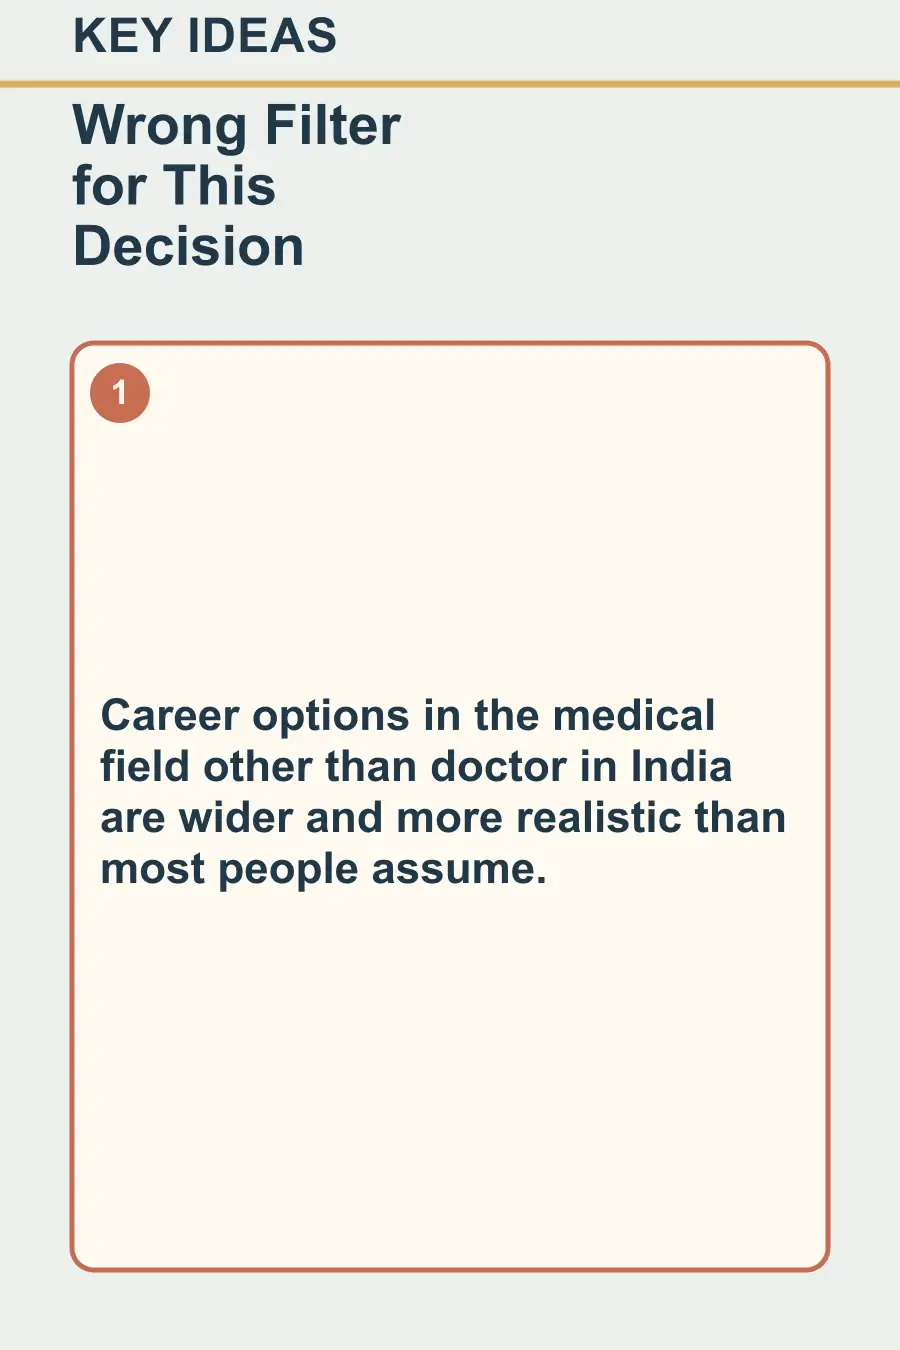 KEY IDEAS
Wrong Filter
for This
Decision
1
Career options in the medical
field other than doctor in India
are wider and more realistic than
most people assume.